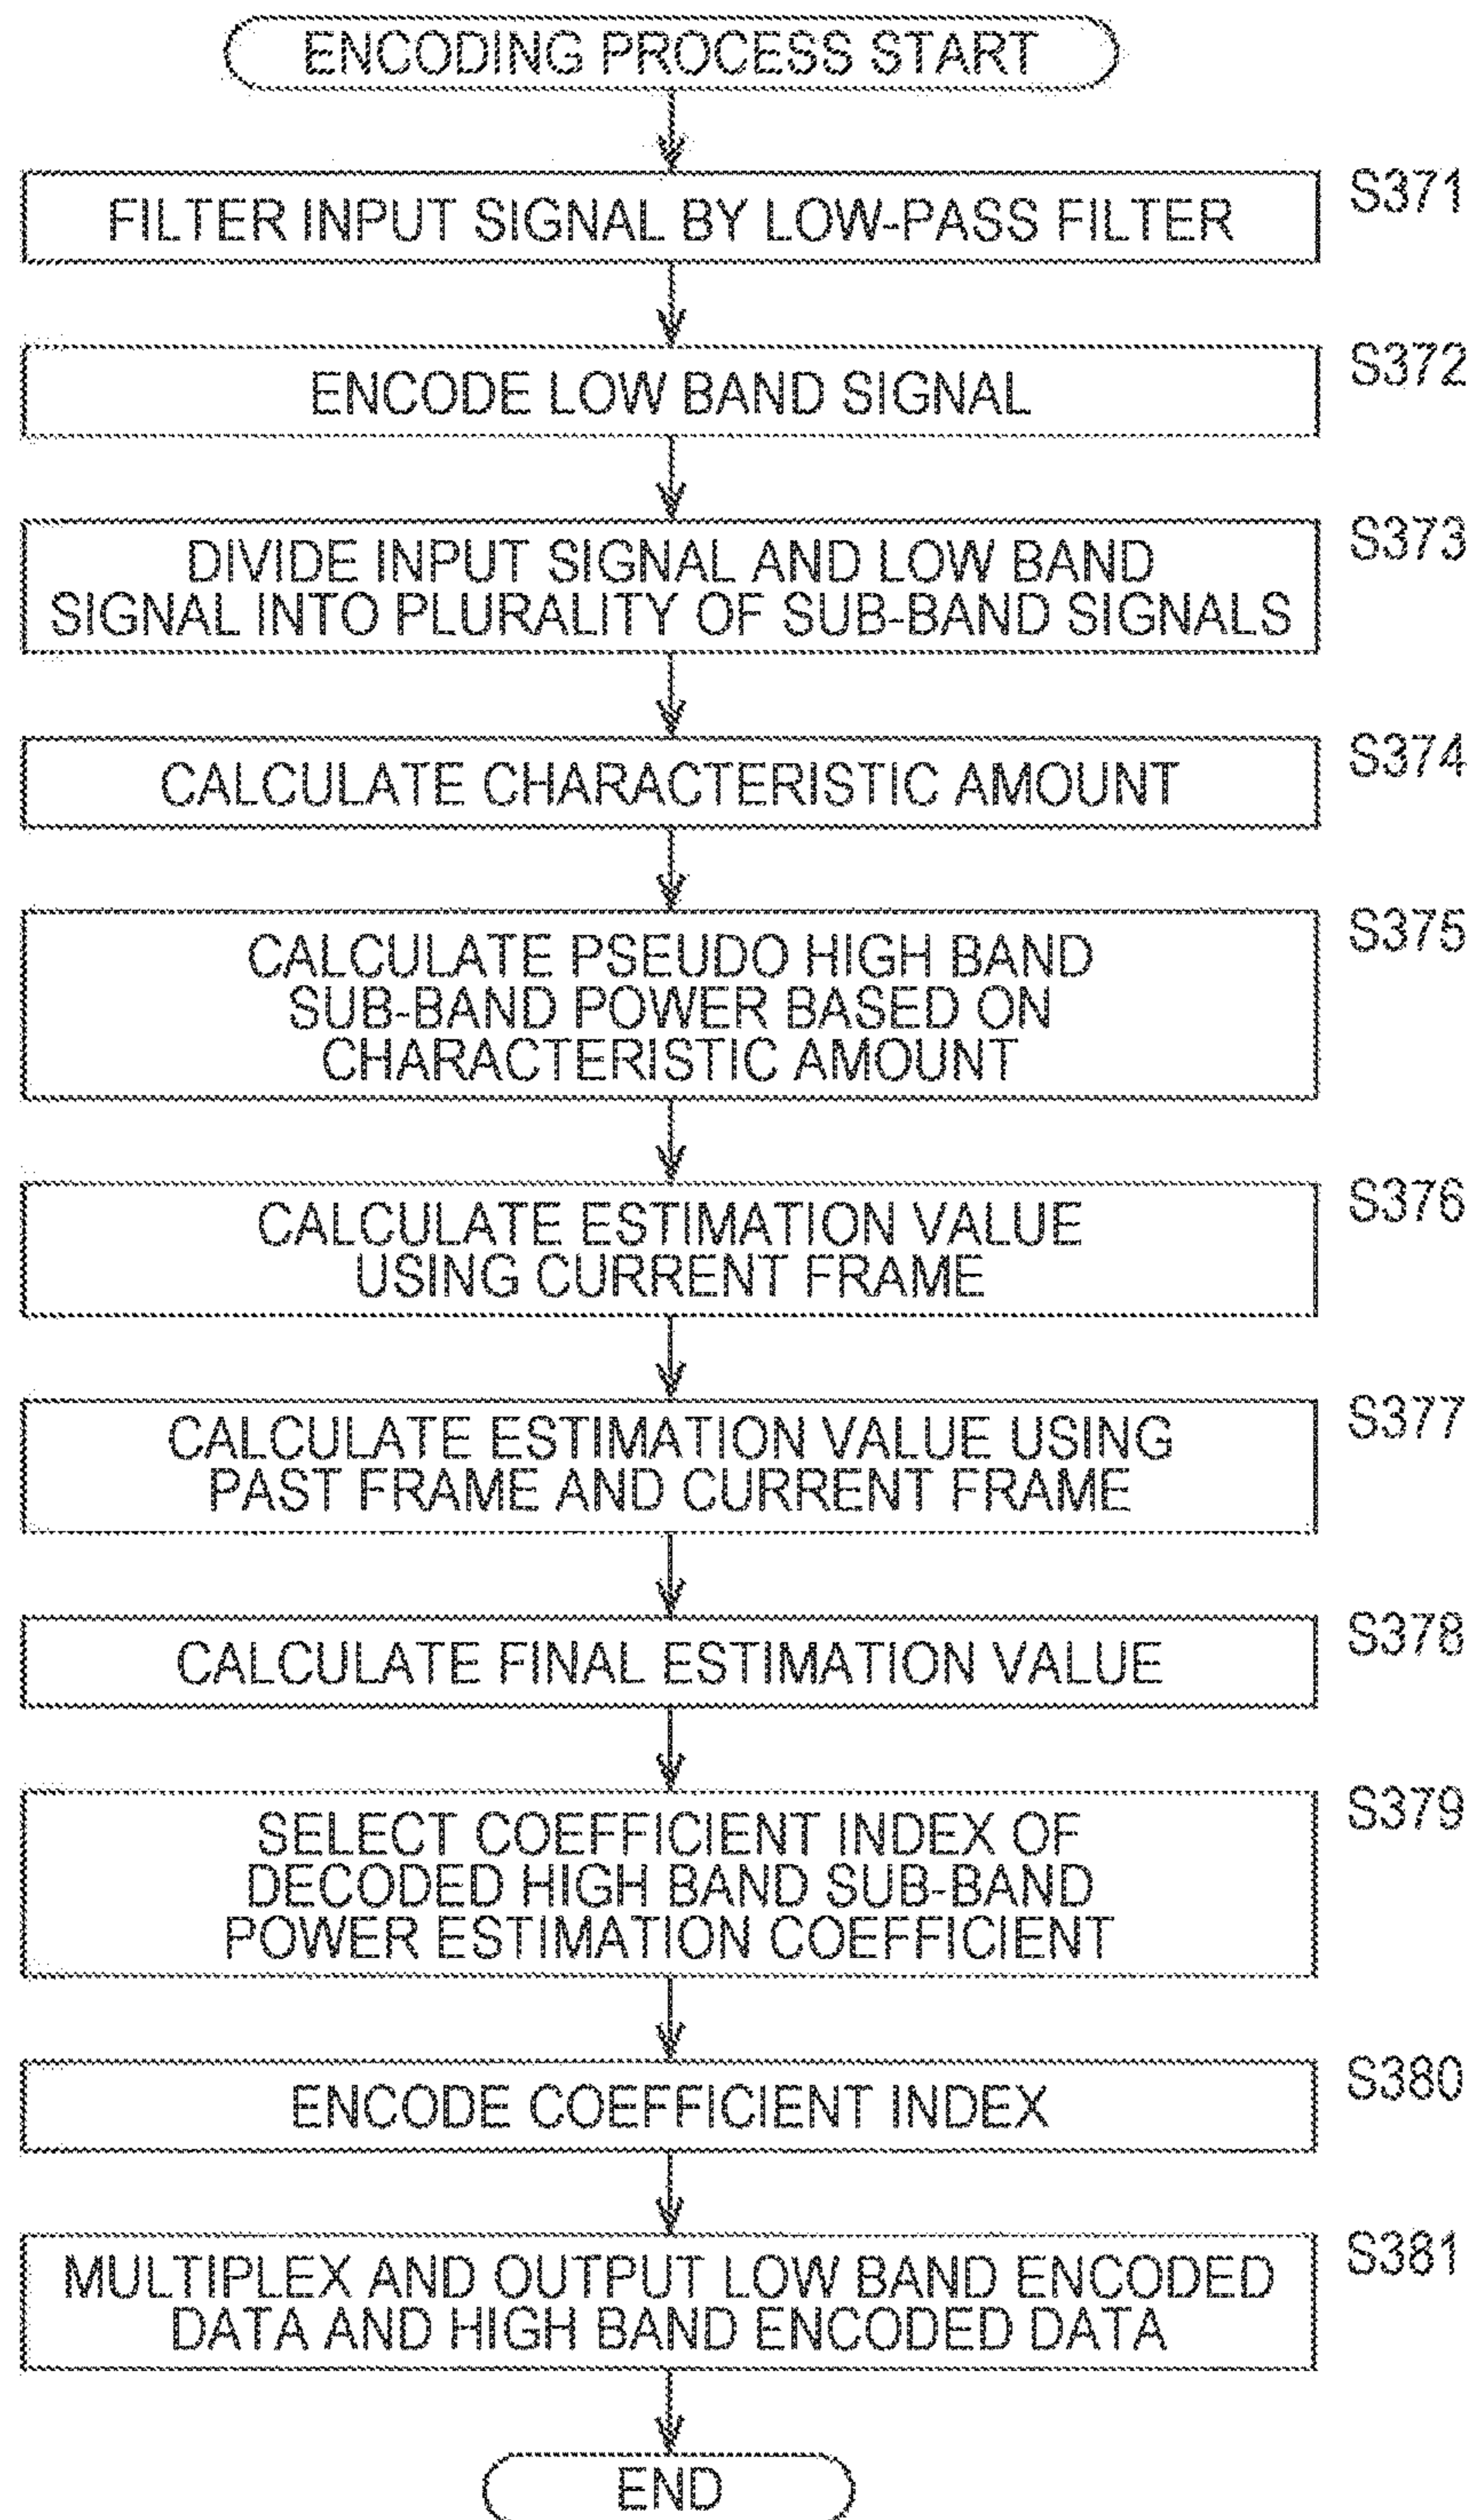 ENCODING PROCESS START
S371
FILTER INPUT SIGNAL BY LOW-PASS FILTER
S372
ENCODE LOW BAND SIGNAL
S373
DIVIDE INPUT SIGNAL AND LOW BAND
SIGNAL INTO PLURALITY OF SUB-BAND SIGNALS
S374
CALCULATE CHARACTERISTIC AMOUNT
S375
CALCULATE PSEUDO HIGH BAND
SUB-BAND POWER BASED ON
CHARACTERISTIC AMOUNT
S376
CALCULATE ESTIMATION VALUE
USING CURRENT FRAME
S377
CALCULATE ESTIMATION VALUE USING
PAST FRAME AND CURRENT FRAME
S378
CALCULATE FINAL ESTIMATION VALUE
S379
SELECT COEFFICIENT INDEX OF
DECODED HIGH BAND SUB-BAND
POWER ESTIMATION COEFFICIENT
S380
ENCODE COEFFICIENT INDEX
S381
MULTIPLEX AND OUTPUT LOW BAND ENCODED
DATA AND HIGH BAND ENCODED DATA
END